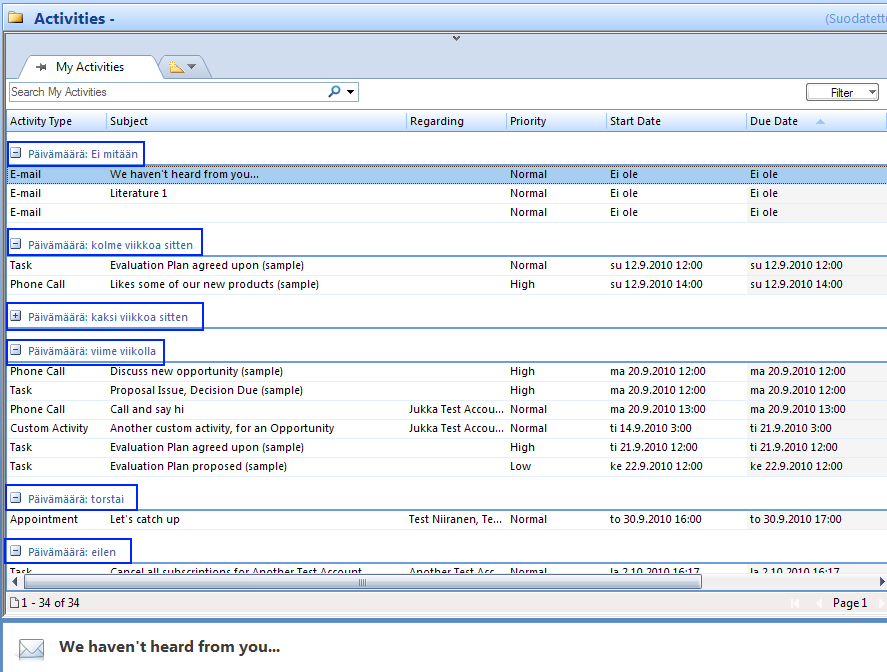 Activities -
(Suodatettu
My Activities
Search My Activities
Filter
Activity Type Subject Regarding Priority Start Date Due Date
Päivämäärä: Ei mitään
E-mail We haven't heard from you... Normal Ei ole Ei ole
E-mail Literature 1 Normal Ei ole Ei ole
E-mail Normal Ei ole Ei ole
Päivämäärä: kolme viikkoa sitten
Task Evaluation Plan agreed upon (sample) Normal su 12.9.2010 12:00 su 12.9.2010 12:00
Phone Call Likes some of our new products (sample) High su 12.9.2010 14:00 su 12.9.2010 14:00
Päivämäärä: kaksi viikkoa sitten
Päivämäärä: viime viikolla
Phone Call Discuss new opportunity (sample) High ma 20.9.2010 12:00 ma 20.9.2010 12:00
Task Proposal Issue, Decision Due (sample) High ma 20.9.2010 12:00 ma 20.9.2010 12:00
Phone Call Call and say hi Jukka Test Accou... Normal ma 20.9.2010 13:00 ma 20.9.2010 13:00
Custom Activity Another custom activity, for an Opportunity Jukka Test Accou... Normal ti 14.9.2010 3:00 ti 21.9.2010 3:00
Task Evaluation Plan agreed upon (sample) High ti 21.9.2010 12:00 ti 21.9.2010 12:00
Task Evaluation Plan proposed (sample) Low ke 22.9.2010 12:00 ke 22.9.2010 12:00
Päivämäärä: torstai
Appointment Let's catch up Test Niiranen, Te... Normal to 30.9.2010 16:00 to 30.9.2010 17:00
Päivämäärä: eilen
Task Cancel all subscriptions for Another Test Account Another Test Acc... Normal la 2.10.2010 16:17 la 2.10.2010 16:17
1 - 34 of 34 Page 1
We haven't heard from you...